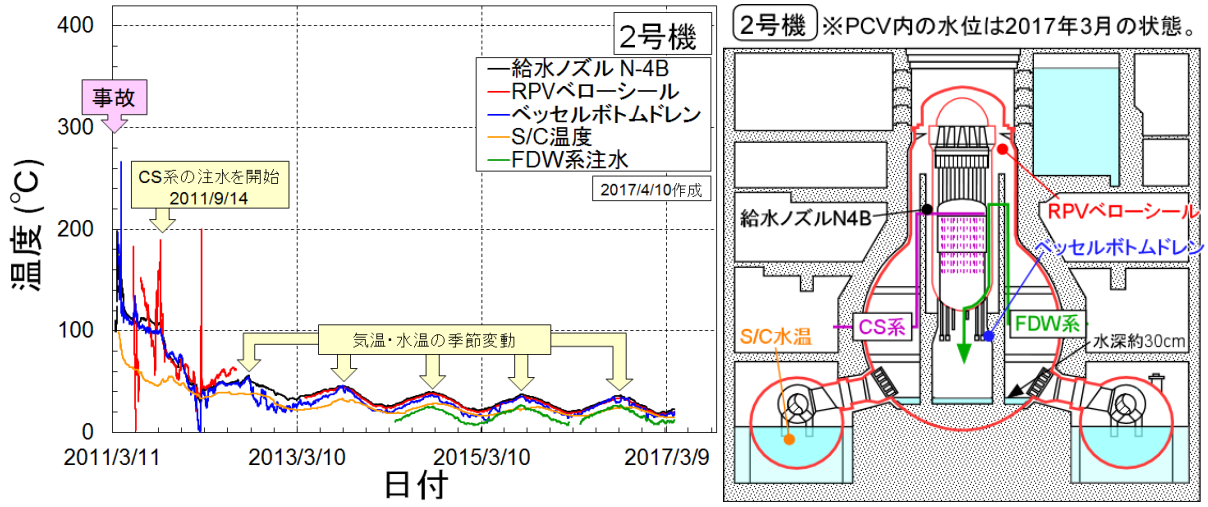 2号機
給水ノズル N-4B
RPVベローシール
ベッセルボトムドレン
S/C温度
FDW系注水
2017/4/10作成
事故
CS系の注水を開始
2011/9/14
気温・水温の季節変動
400
300
200
100
0
温度 (℃)
2011/3/11
2013/3/10
2015/3/10
2017/3/9
日付
2号機 ※PCV内の水位は2017年3月の状態。
給水ノズルN4B
RPVベローシール
ベッセルボトムドレン
CS系
FDW系
S/C水温
水深約30cm